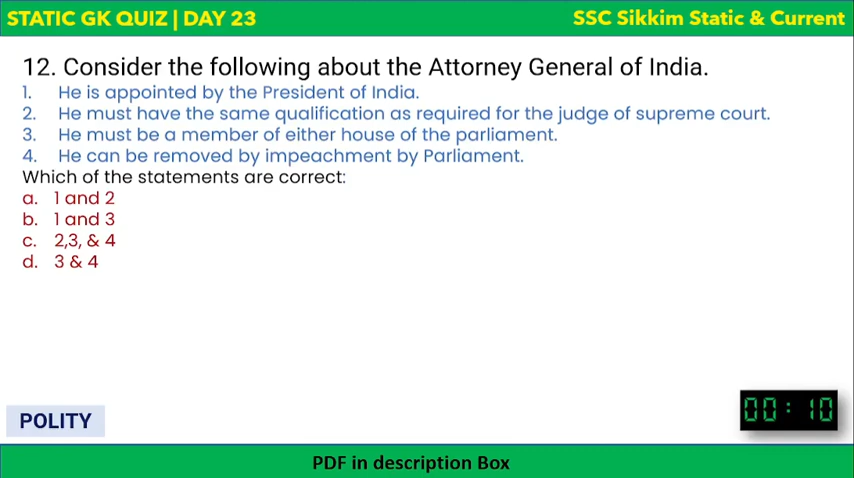 STATIC GK QUIZ | DAY 23
SSC Sikkim Static & Current
12. Consider the following about the Attorney General of India.
1. He is appointed by the President of India.
2. He must have the same qualification as required for the judge of supreme court.
3. He must be a member of either house of the parliament.
4. He can be removed by impeachment by Parliament.
Which of the statements are correct:
a. 1 and 2
b. 1 and 3
c. 2,3, & 4
d. 3 & 4
POLITY
00:10
PDF in description Box